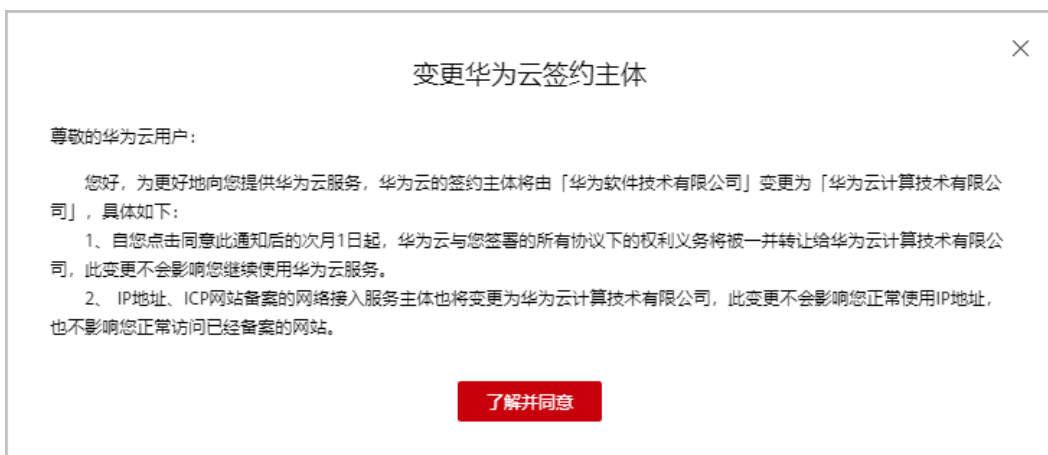 变更华为云签约主体
尊敬的华为云用户：
您好，为更好地向您提供华为云服务，华为云的签约主体将由「华为软件技术有限公司」变更为「华为云计算技术有限公
司」，具体如下：
1、自您点击同意此通知后的次月1日起，华为云与您签署的所有协议下的权利义务将被一并转让给华为云计算技术有限公
司，此变更不会影响您继续使用华为云服务。
2、 IP地址、ICP网站备案的网络接入服务主体也将变更为华为云计算技术有限公司，此变更不会影响您正常使用IP地址，
也不影响您正常访问已经备案的网站。
了解并同意